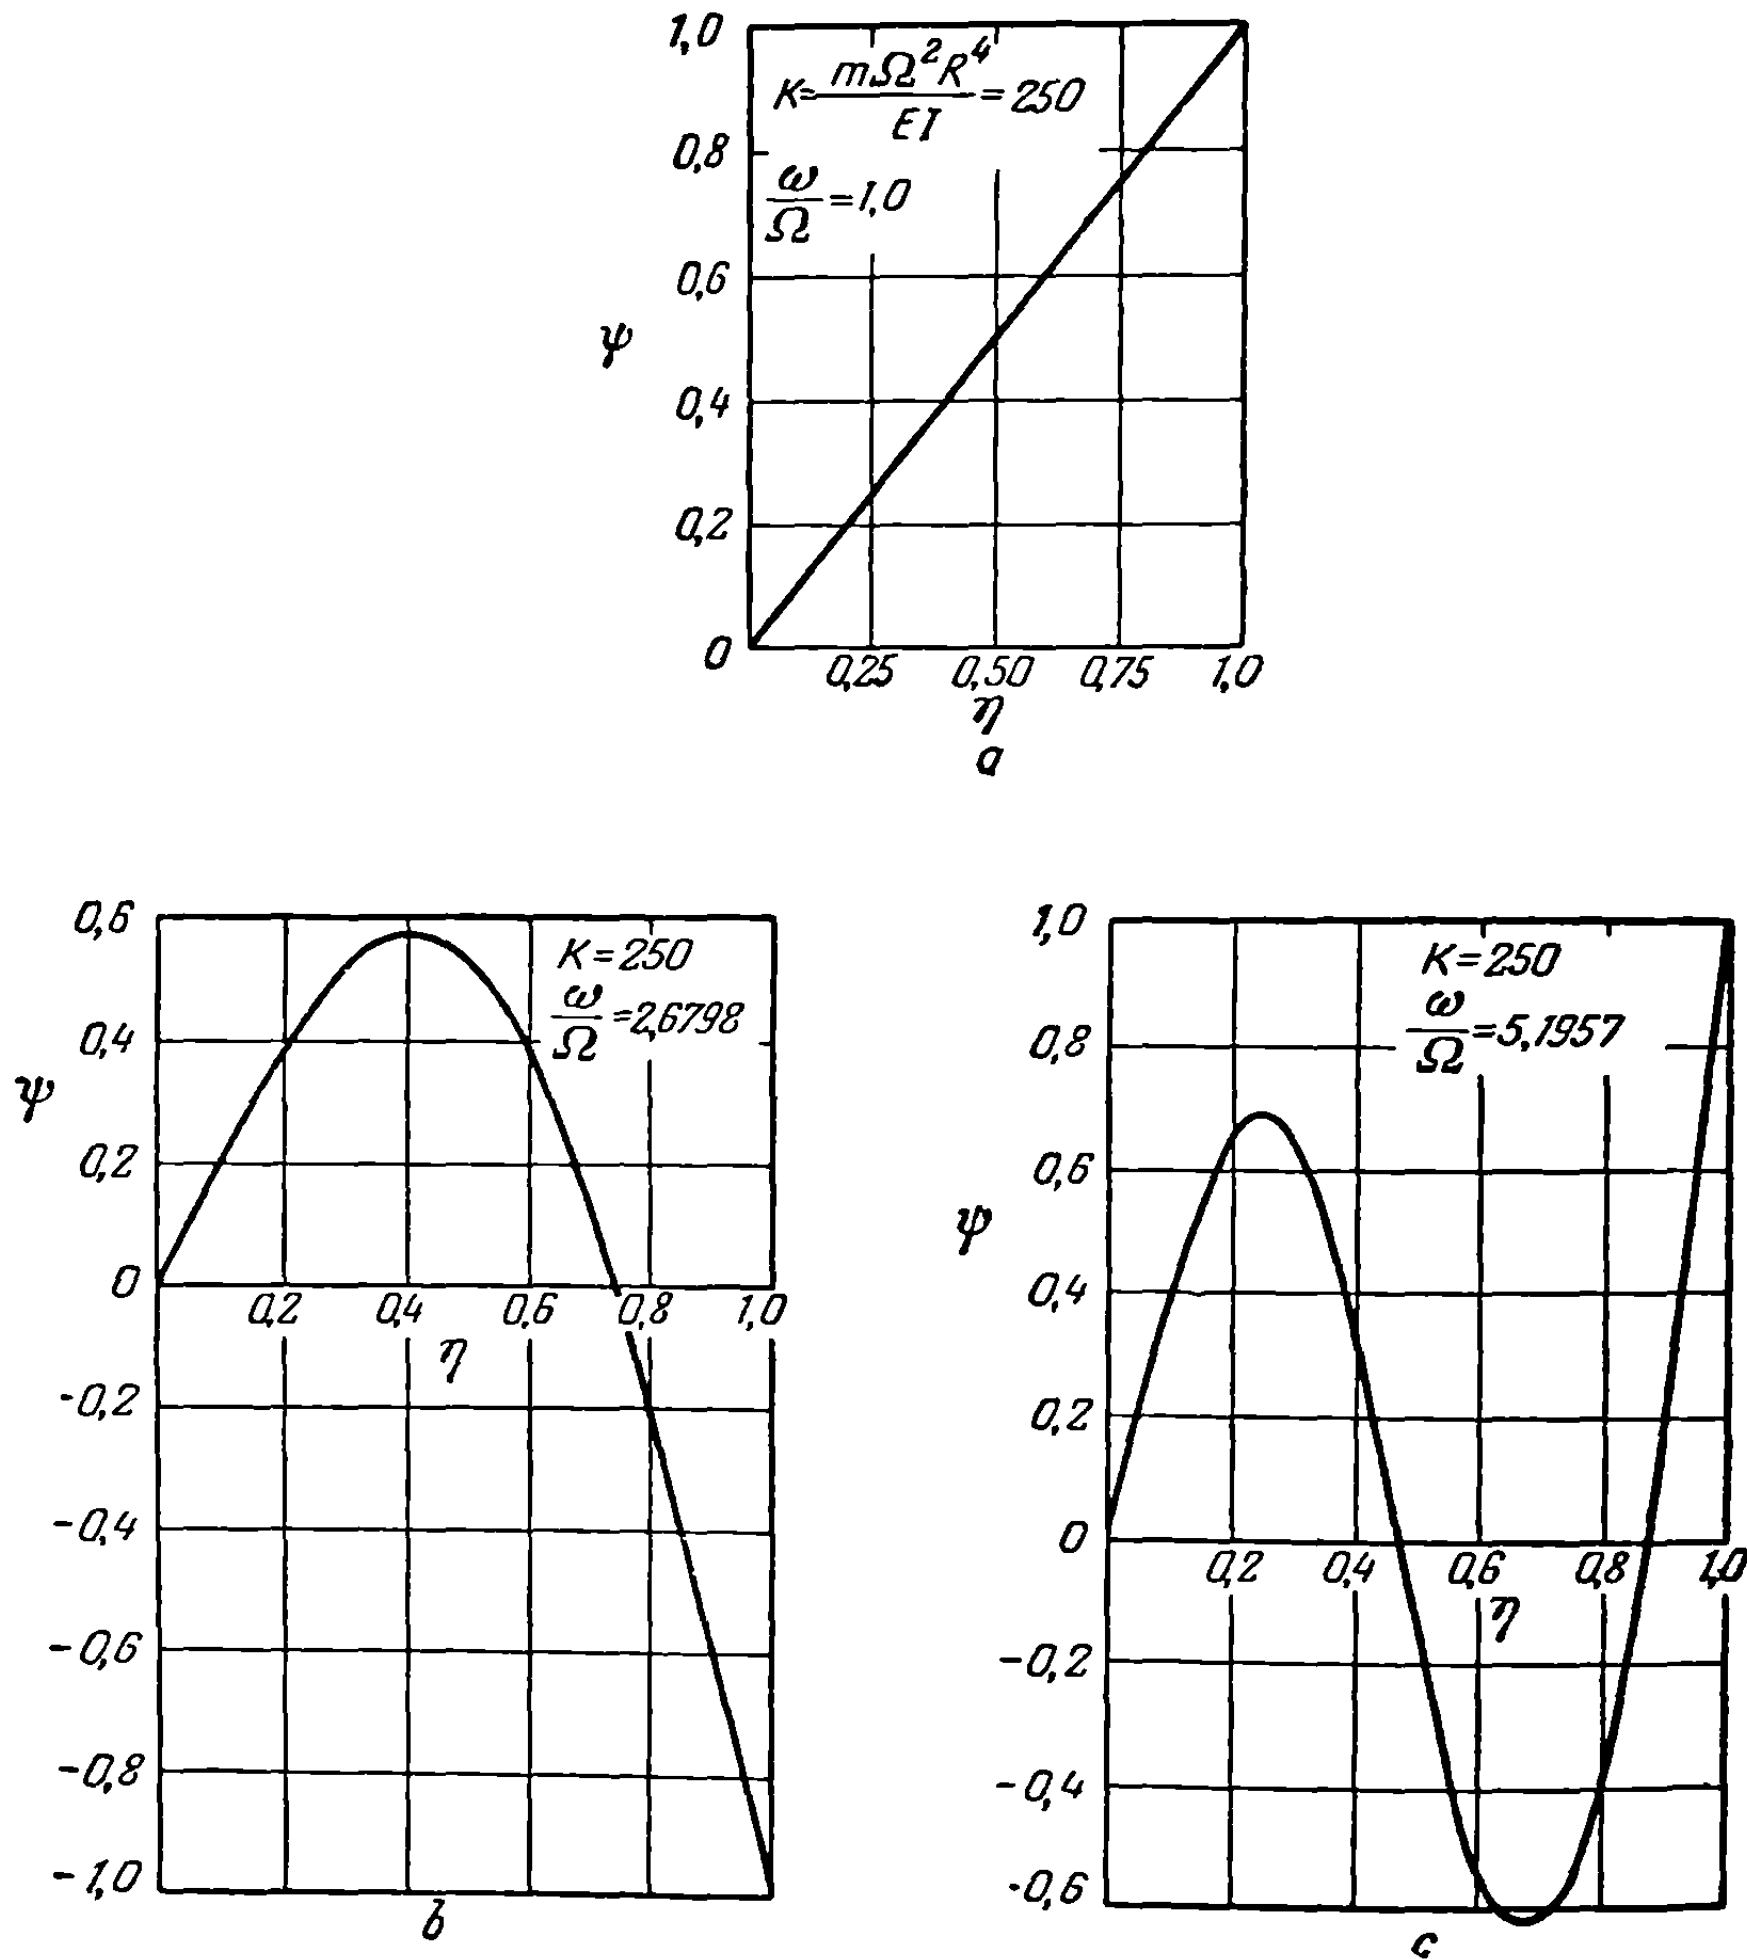 1,0
K = mΩ²R⁴ / EI = 250
0,8
ω/Ω = 1,0
0,6
ψ
0,4
0,2
0
0,25 0,50 0,75 1,0
η
a
0,6
K = 250
ω/Ω = 2,6798
0,4
ψ
0,2
0
0,2 0,4 0,6 0,8 1,0
η
-0,2
-0,4
-0,6
-0,8
-1,0
b
1,0
K = 250
ω/Ω = 5,1957
0,8
0,6
ψ
0,4
0,2
0
0,2 0,4 0,6 0,8 1,0
η
-0,2
-0,4
-0,6
c